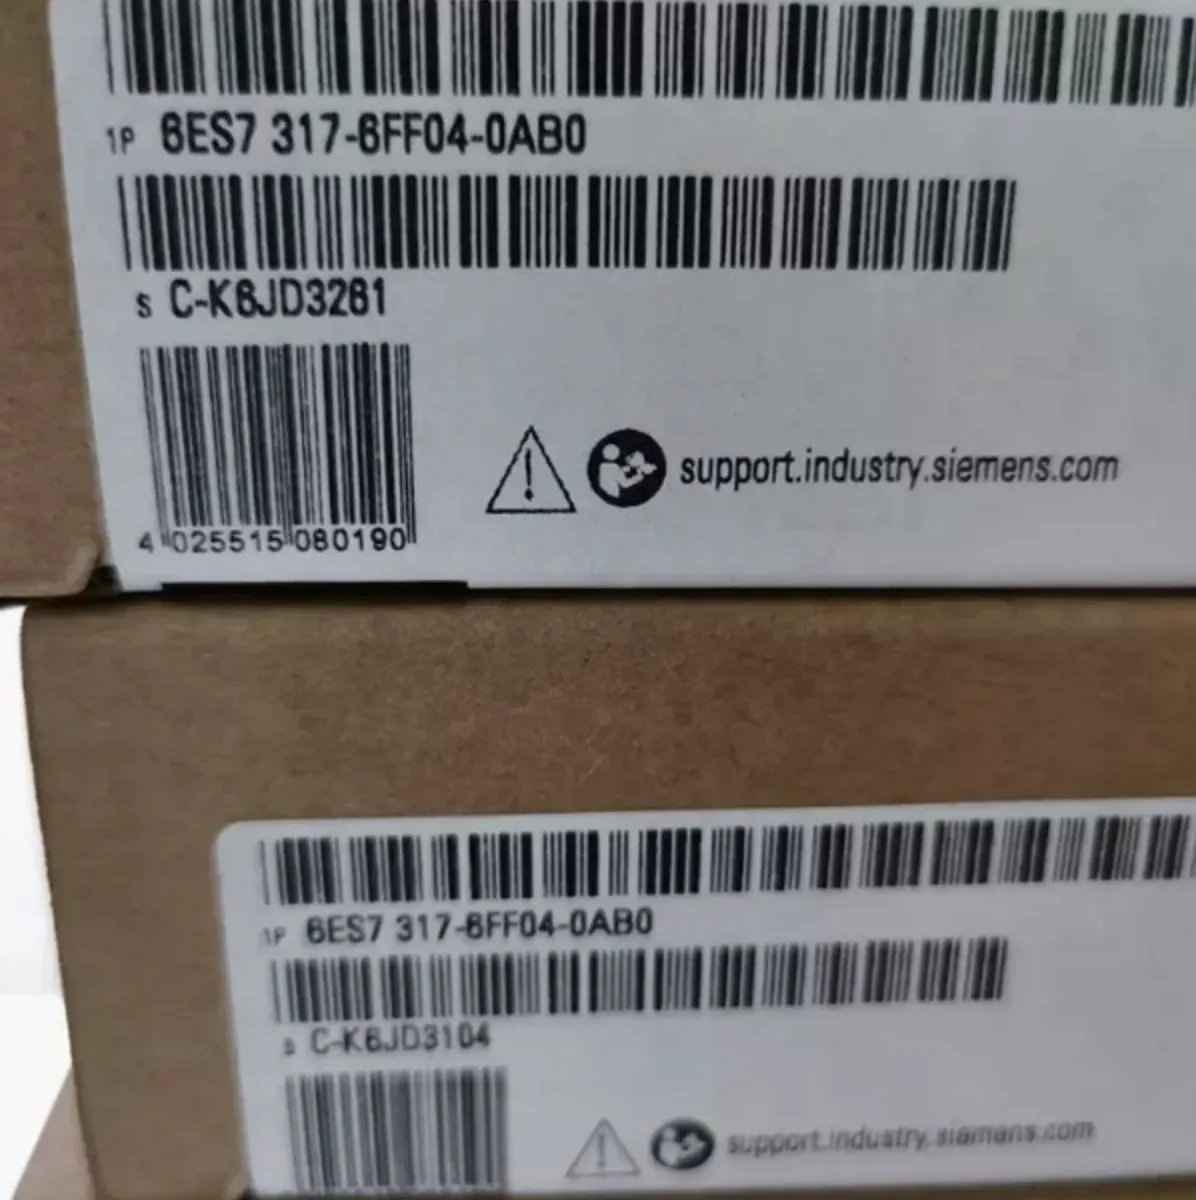 1P 6ES7 317-6FF04-0AB0
S C-K6JD3261
4 025515 080190
support.industry.siemens.com
1P 6ES7 317-6FF04-0AB0
S C-K6JD3104
support.industry.siemens.com